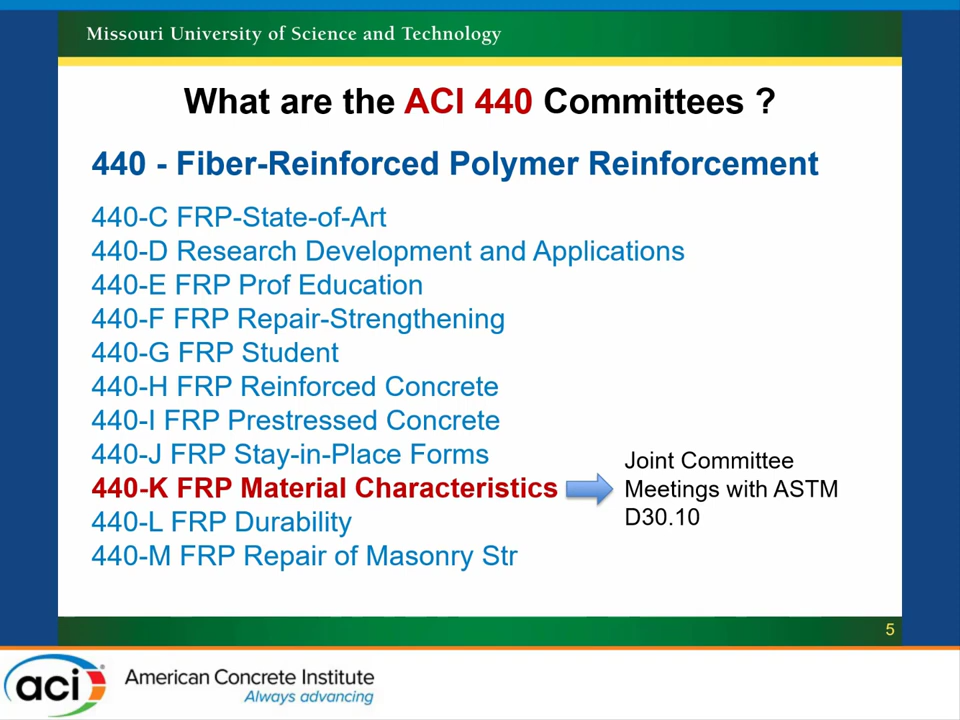 Missouri University of Science and Technology
What are the ACI 440 Committees ?
440 - Fiber-Reinforced Polymer Reinforcement
440-C FRP-State-of-Art
440-D Research Development and Applications
440-E FRP Prof Education
440-F FRP Repair-Strengthening
440-G FRP Student
440-H FRP Reinforced Concrete
440-I FRP Prestressed Concrete
440-J FRP Stay-in-Place Forms
440-K FRP Material Characteristics
Joint Committee
Meetings with ASTM
D30.10
440-L FRP Durability
440-M FRP Repair of Masonry Str
5
aci
American Concrete Institute
Always advancing